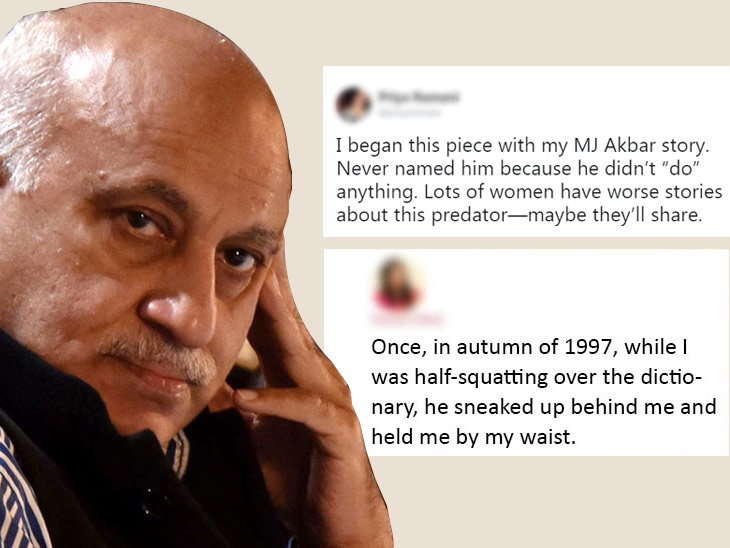 I began this piece with my MJ Akbar story.
Never named him because he didn’t “do”
anything. Lots of women have worse stories
about this predator—maybe they’ll share.
Once, in autumn of 1997, while I
was half-squatting over the dictio-
nary, he sneaked up behind me and
held me by my waist.